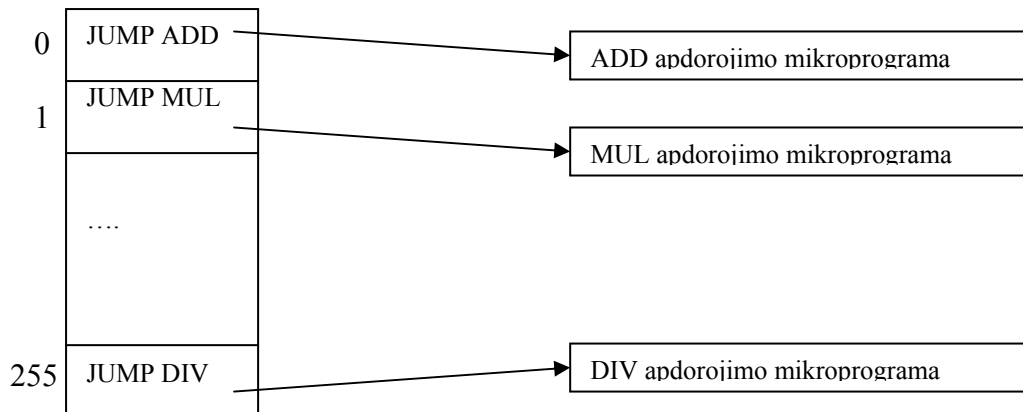 0
JUMP ADD
ADD apdorojimo mikroprograma
1
JUMP MUL
MUL apdorojimo mikroprograma
....
255
JUMP DIV
DIV apdorojimo mikroprograma